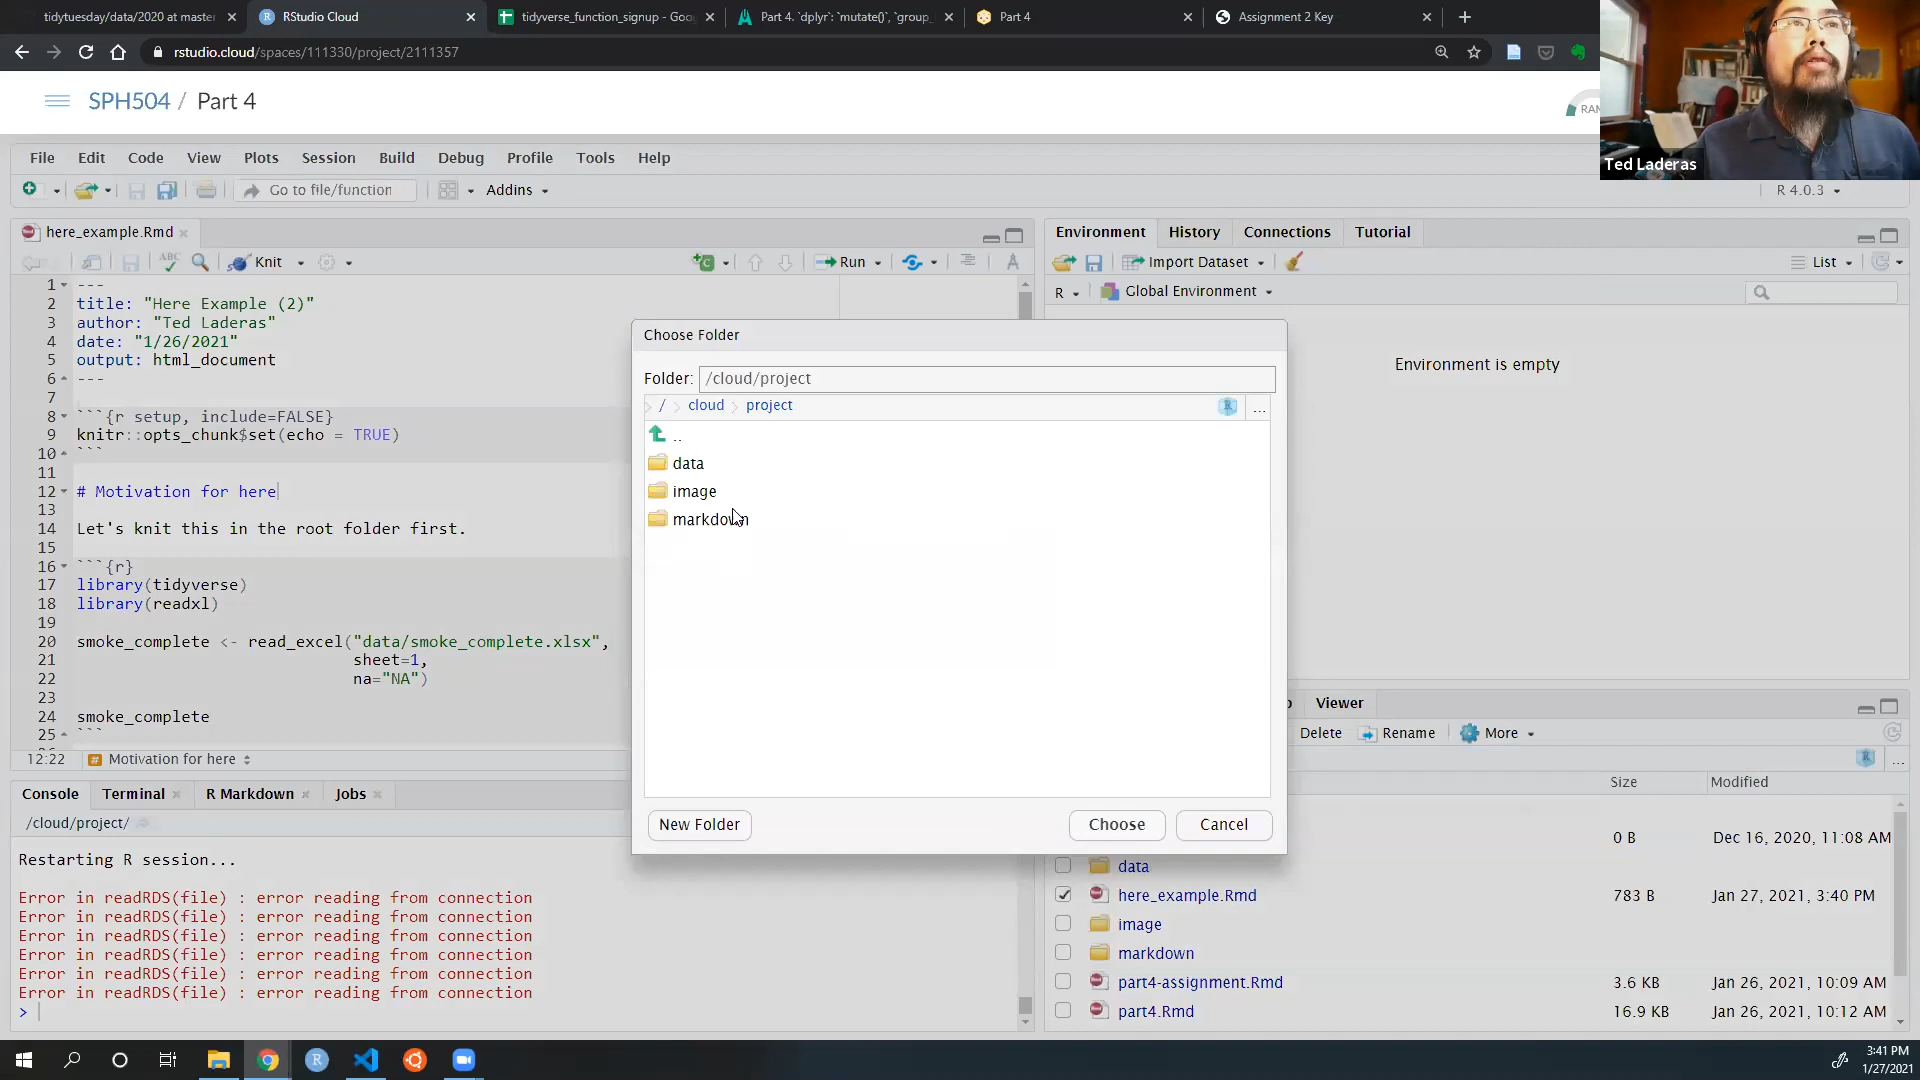 tidytuesday/data/2020 at master
RStudio Cloud
tidyverse_function_signup - Goo
Part 4. `dplyr`: `mutate()`, `group_
Part 4
Assignment 2 Key
rstudio.cloud/spaces/111330/project/2111357
SPH504 / Part 4
RAM
Ted Laderas
File Edit Code View Plots Session Build Debug Profile Tools Help
Go to file/function
Addins
R 4.0.3
here_example.Rmd
Environment History Connections Tutorial
ABC
Knit
Run
Import Dataset
List
R
Global Environment
Environment is empty
1 ---
2 title: "Here Example (2)"
3 author: "Ted Laderas"
4 date: "1/26/2021"
5 output: html_document
6 ---
7
8 ```{r setup, include=FALSE}
9 knitr::opts_chunk$set(echo = TRUE)
10 ```
11
12 # Motivation for here
13
14 Let's knit this in the root folder first.
15
16 ```{r}
17 library(tidyverse)
18 library(readxl)
19
20 smoke_complete <- read_excel("data/smoke_complete.xlsx",
21 sheet=1,
22 na="NA")
23
24 smoke_complete
25 ```
12:22 Motivation for here
Choose Folder
Folder: /cloud/project
/ cloud project
...
..
data
image
markdown
New Folder
Choose
Cancel
Console Terminal R Markdown Jobs
/cloud/project/
Restarting R session...
Error in readRDS(file) : error reading from connection
Error in readRDS(file) : error reading from connection
Error in readRDS(file) : error reading from connection
Error in readRDS(file) : error reading from connection
Error in readRDS(file) : error reading from connection
Error in readRDS(file) : error reading from connection
>
Viewer
Delete Rename More
...
Size Modified
0 B Dec 16, 2020, 11:08 AM
data
here_example.Rmd 783 B Jan 27, 2021, 3:40 PM
image
markdown
part4-assignment.Rmd 3.6 KB Jan 26, 2021, 10:09 AM
part4.Rmd 16.9 KB Jan 26, 2021, 10:12 AM
3:41 PM
1/27/2021